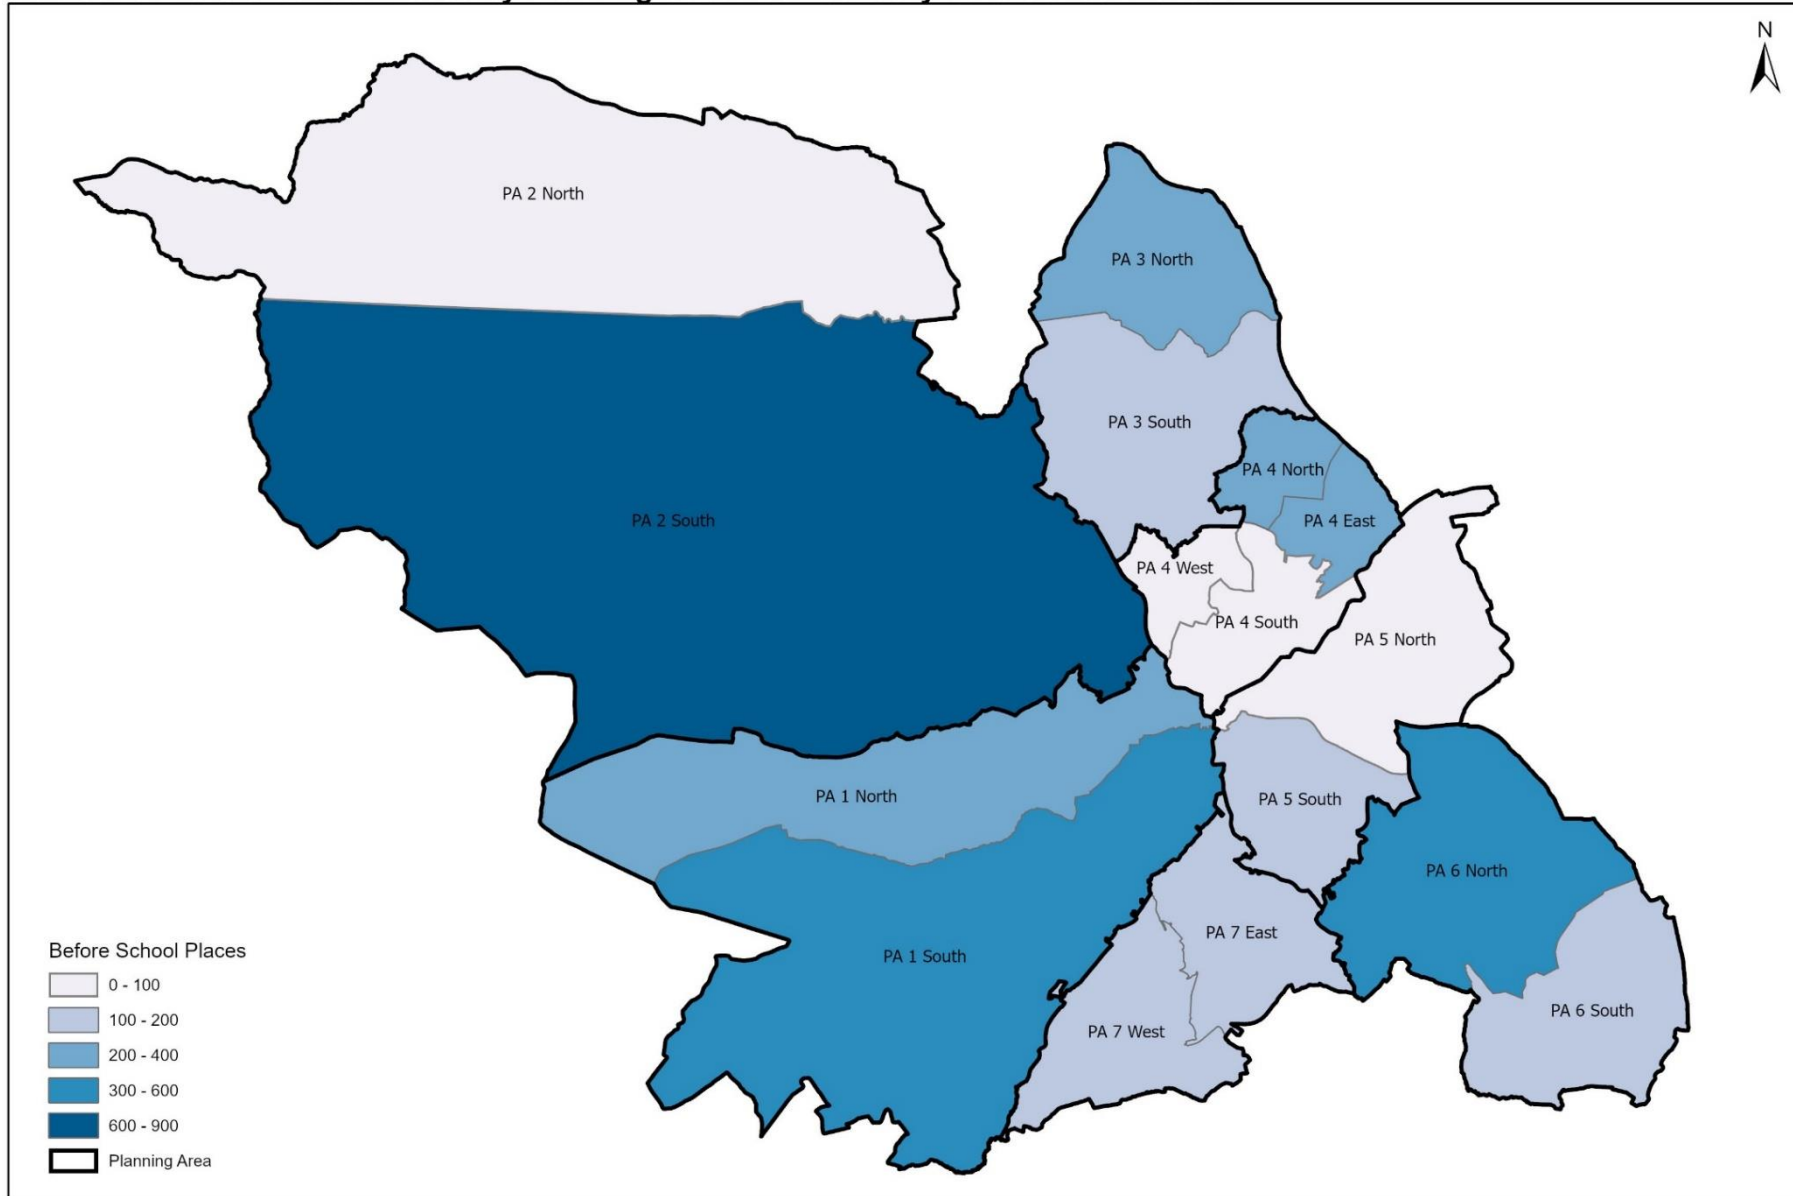 N
PA 2 North
PA 3 North
PA 3 South
PA 4 North
PA 2 South
PA 4 East
PA 4 West
PA 4 South
PA 5 North
PA 1 North
PA 5 South
PA 6 North
PA 7 East
PA 1 South
PA 6 South
PA 7 West
Before School Places
0 - 100
100 - 200
200 - 400
300 - 600
600 - 900
Planning Area